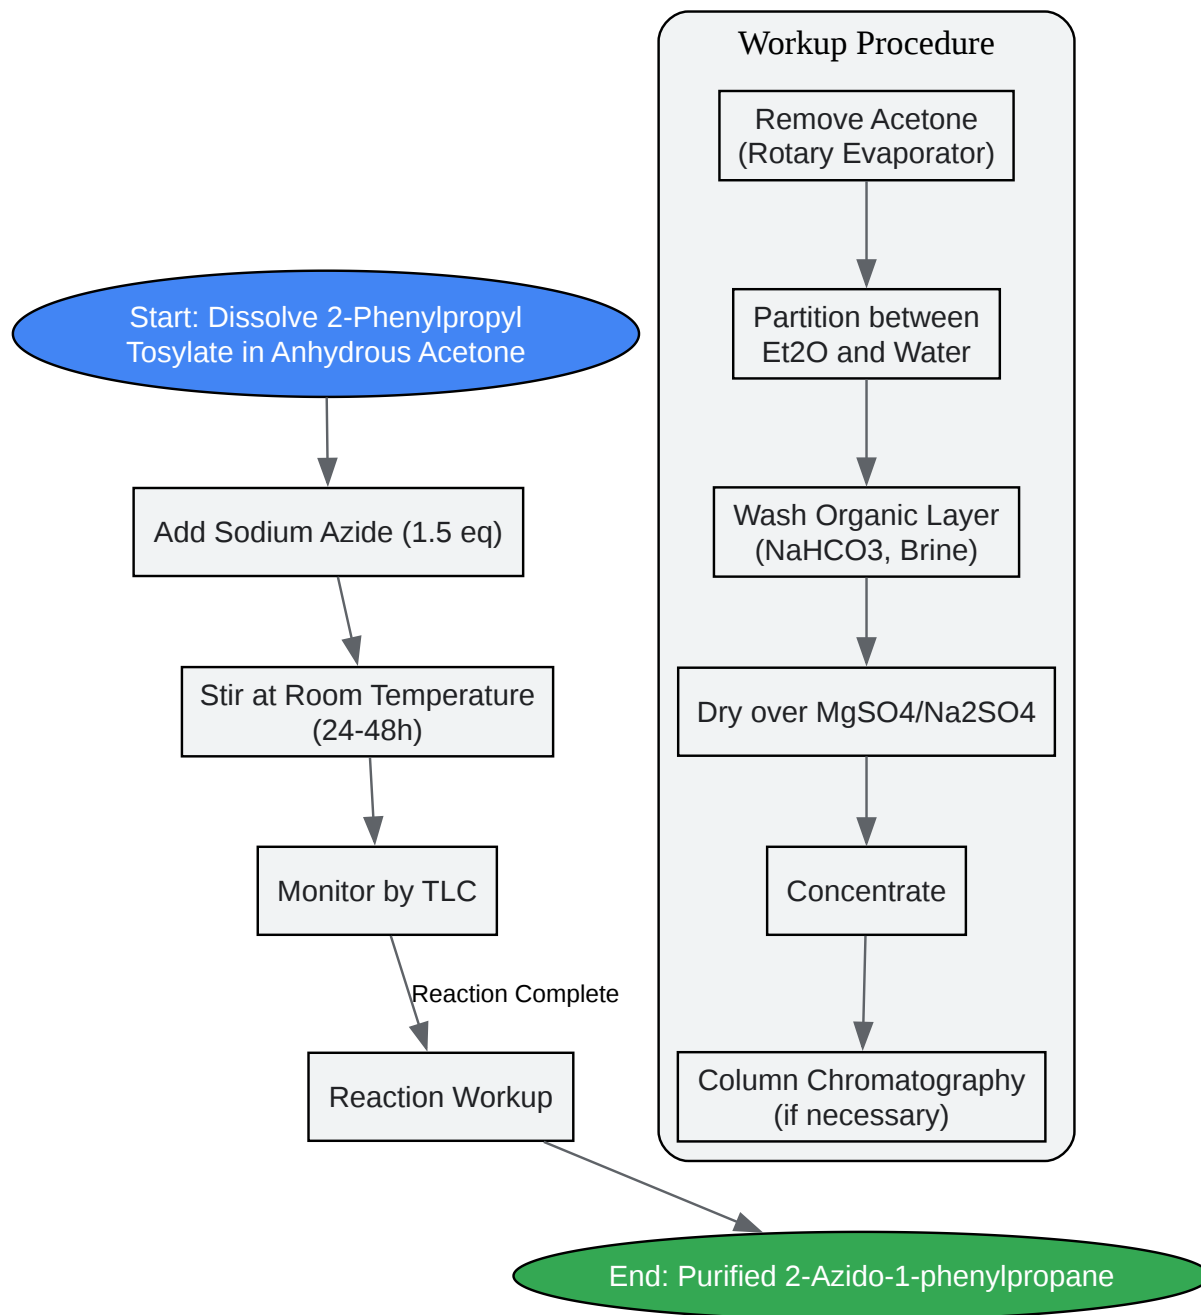 Workup Procedure
Remove Acetone
(Rotary Evaporator)
Partition between
Et2O and Water
Wash Organic Layer
(NaHCO3, Brine)
Dry over MgSO4/Na2SO4
Concentrate
Column Chromatography
(if necessary)
Start: Dissolve 2-Phenylpropyl
Tosylate in Anhydrous Acetone
Add Sodium Azide (1.5 eq)
Stir at Room Temperature
(24-48h)
Monitor by TLC
Reaction Complete
Reaction Workup
End: Purified 2-Azido-1-phenylpropane